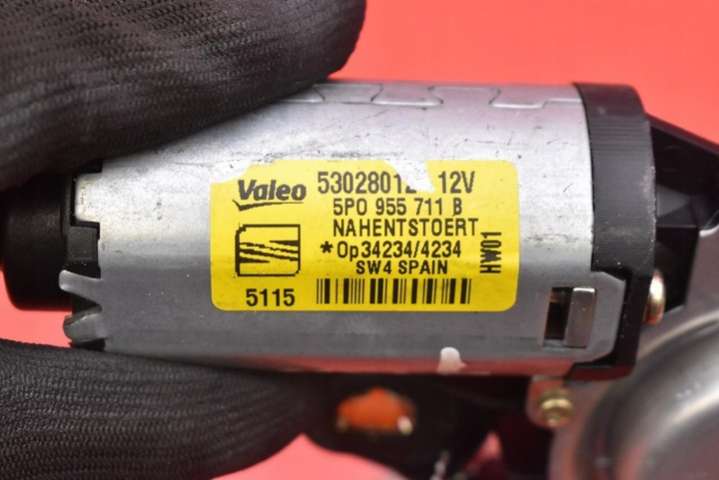 Valeo 53028012 12V
5P0 955 711 B
NAHENTSTOERT
*Op34234/4234
SW4 SPAIN
HW01
5115